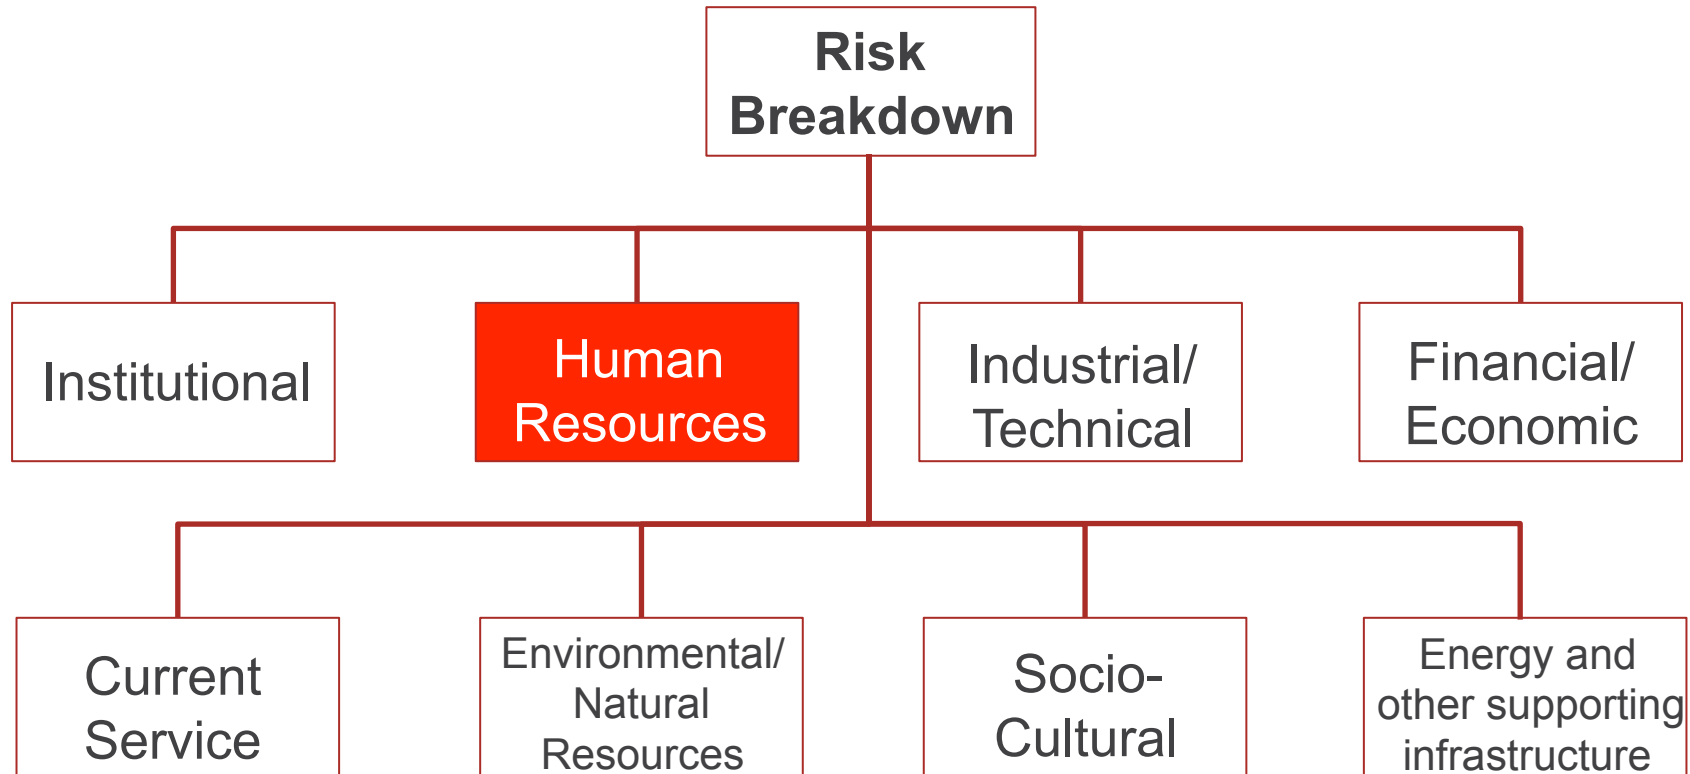 Risk
Breakdown
Institutional
Human
Resources
Industrial/
Technical
Financial/
Economic
Current
Service
Environmental/
Natural
Resources
Socio-
Cultural
Energy and
other supporting
infrastructure